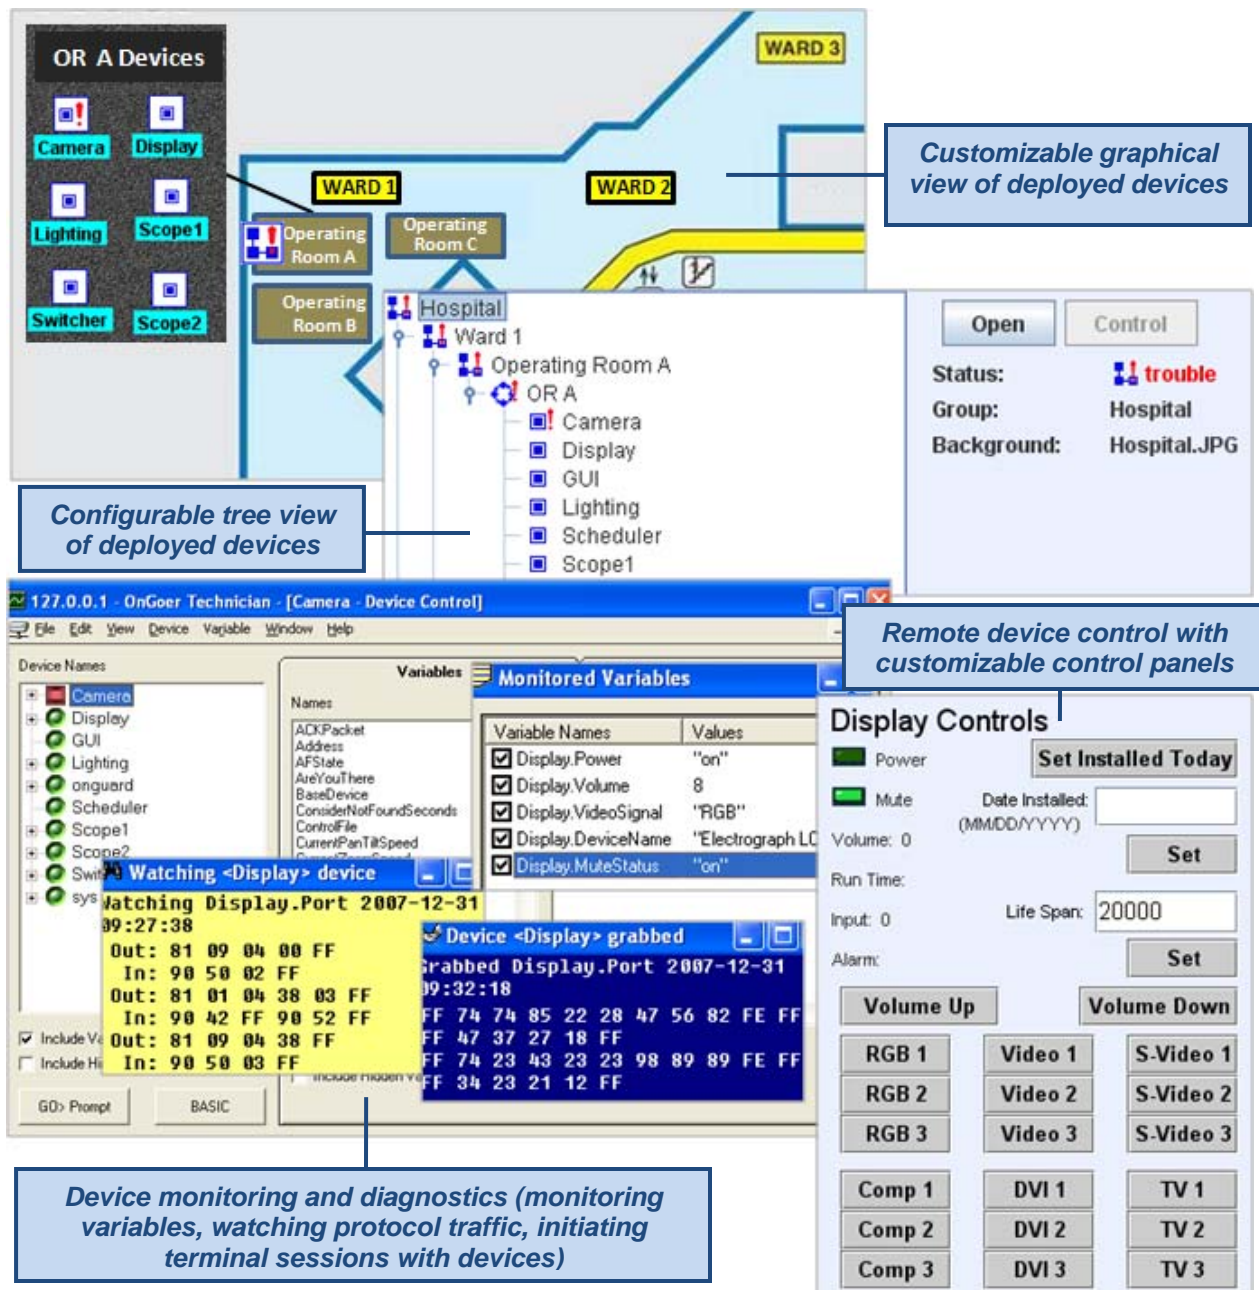 OR A Devices
Camera
Display
Lighting
Scope1
Switcher
Scope2
WARD 3
WARD 1
WARD 2
Operating
Room A
Operating
Room C
Operating
Room B
Customizable graphical
view of deployed devices
Hospital
Ward 1
Operating Room A
OR A
Camera
Display
GUI
Lighting
Scheduler
Scope1
Open
Control
Status: trouble
Group: Hospital
Background: Hospital.JPG
Configurable tree view
of deployed devices
127.0.0.1 - OnGoer Technician - [Camera - Device Control]
File Edit View Device Variable Window Help
Device Names
Camera
Display
GUI
Lighting
onguard
Scheduler
Scope1
Scope2
Swit
sys
Include Va
Include Hi
GO> Prompt
BASIC
Variables
Names
ACKPacket
Address
AFState
AreYouThere
BaseDevice
ConsiderNotFoundSeconds
ControlFile
CurrentPanTiltSpeed
Include Hidden Va
Monitored Variables
Variable Names Values
Display.Power "on"
Display.Volume 8
Display.VideoSignal "RGB"
Display.DeviceName "Electrograph LC
Display.MuteStatus "on"
Watching <Display> device
Watching Display.Port 2007-12-31
09:27:38
Out: 81 09 04 00 FF
In: 90 50 02 FF
Out: 81 01 04 38 03 FF
In: 90 42 FF 90 52 FF
Out: 81 09 04 38 FF
In: 90 50 03 FF
Device <Display> grabbed
Grabbed Display.Port 2007-12-31
09:32:18
FF 74 74 85 22 28 47 56 82 FE FF
FF 47 37 27 18 FF
FF 74 23 43 23 23 98 89 89 FE FF
FF 34 23 21 12 FF
Remote device control with
customizable control panels
Display Controls
Power
Set Installed Today
Mute
Date Installed:
(MM/DD/YYYY)
Volume: 0
Set
Run Time:
Input: 0
Life Span: 20000
Alarm:
Set
Volume Up
Volume Down
RGB 1 Video 1 S-Video 1
RGB 2 Video 2 S-Video 2
RGB 3 Video 3 S-Video 3
Comp 1 DVI 1 TV 1
Comp 2 DVI 2 TV 2
Comp 3 DVI 3 TV 3
Device monitoring and diagnostics (monitoring
variables, watching protocol traffic, initiating
terminal sessions with devices)